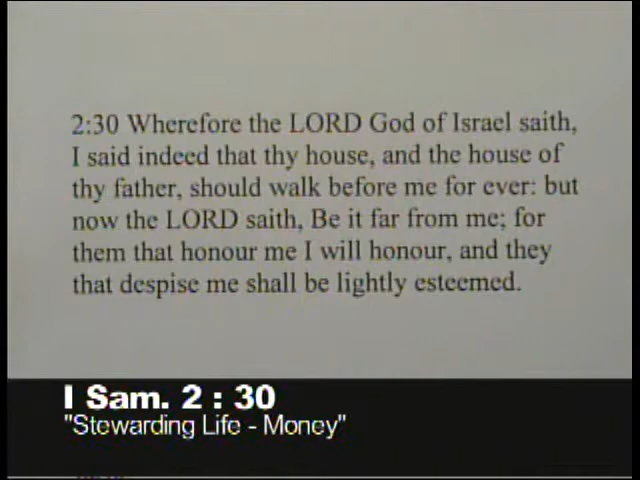 2:30 Wherefore the LORD God of Israel saith,
I said indeed that thy house, and the house of
thy father, should walk before me for ever: but
now the LORD saith, Be it far from me; for
them that honour me I will honour, and they
that despise me shall be lightly esteemed.
I Sam. 2 : 30
"Stewarding Life - Money"